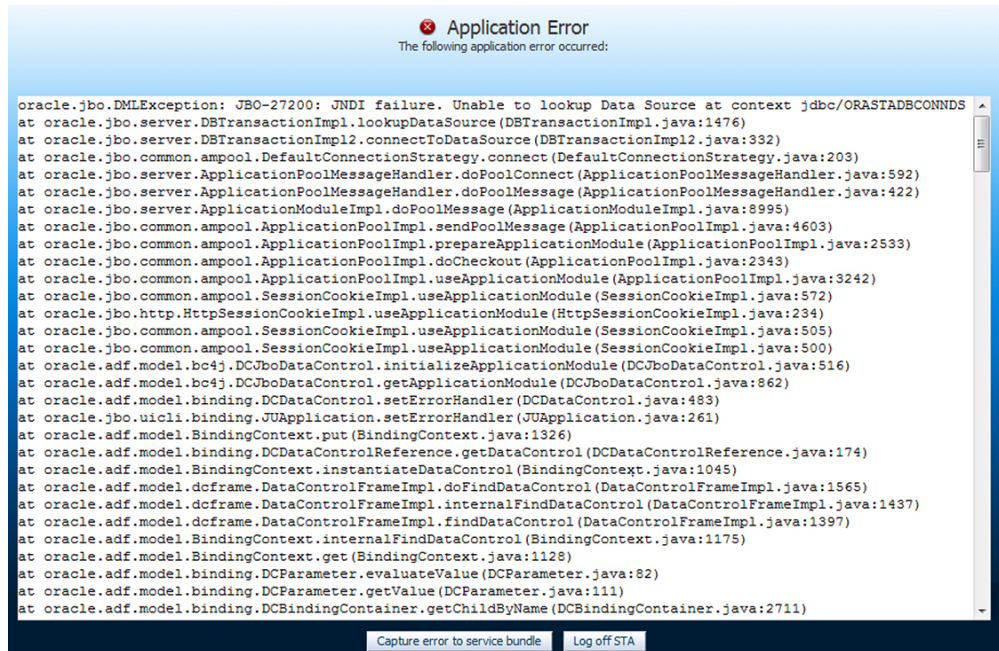 Application Error
The following application error occurred:
oracle.jbo.DMLException: JBO-27200: JNDI failure. Unable to lookup Data Source at context jdbc/ORASTADBCONNDS
at oracle.jbo.server.DBTransactionImpl.lookupDataSource(DBTransactionImpl.java:1476)
at oracle.jbo.server.DBTransactionImpl2.connectToDataSource(DBTransactionImpl2.java:332)
at oracle.jbo.common.ampool.DefaultConnectionStrategy.connect(DefaultConnectionStrategy.java:203)
at oracle.jbo.server.ApplicationPoolMessageHandler.doPoolConnect(ApplicationPoolMessageHandler.java:592)
at oracle.jbo.server.ApplicationPoolMessageHandler.doPoolMessage(ApplicationPoolMessageHandler.java:422)
at oracle.jbo.server.ApplicationModuleImpl.doPoolMessage(ApplicationModuleImpl.java:8995)
at oracle.jbo.common.ampool.ApplicationPoolImpl.sendPoolMessage(ApplicationPoolImpl.java:4603)
at oracle.jbo.common.ampool.ApplicationPoolImpl.prepareApplicationModule(ApplicationPoolImpl.java:2533)
at oracle.jbo.common.ampool.ApplicationPoolImpl.doCheckout(ApplicationPoolImpl.java:2343)
at oracle.jbo.common.ampool.ApplicationPoolImpl.useApplicationModule(ApplicationPoolImpl.java:3242)
at oracle.jbo.common.ampool.SessionCookieImpl.useApplicationModule(SessionCookieImpl.java:572)
at oracle.jbo.http.HttpSessionCookieImpl.useApplicationModule(HttpSessionCookieImpl.java:234)
at oracle.jbo.common.ampool.SessionCookieImpl.useApplicationModule(SessionCookieImpl.java:505)
at oracle.jbo.common.ampool.SessionCookieImpl.useApplicationModule(SessionCookieImpl.java:500)
at oracle.adf.model.bc4j.DCJboDataControl.initializeApplicationModule(DCJboDataControl.java:516)
at oracle.adf.model.bc4j.DCJboDataControl.getApplicationModule(DCJboDataControl.java:862)
at oracle.adf.model.binding.DCDataControl.setErrorHandler(DCDataControl.java:483)
at oracle.jbo.uicli.binding.JUApplication.setErrorHandler(JUApplication.java:261)
at oracle.adf.model.BindingContext.put(BindingContext.java:1326)
at oracle.adf.model.binding.DCDataControlReference.getDataControl(DCDataControlReference.java:174)
at oracle.adf.model.BindingContext.instantiateDataControl(BindingContext.java:1045)
at oracle.adf.model.dcframe.DataControlFrameImpl.doFindDataControl(DataControlFrameImpl.java:1565)
at oracle.adf.model.dcframe.DataControlFrameImpl.internalFindDataControl(DataControlFrameImpl.java:1437)
at oracle.adf.model.dcframe.DataControlFrameImpl.findDataControl(DataControlFrameImpl.java:1397)
at oracle.adf.model.BindingContext.internalFindDataControl(BindingContext.java:1175)
at oracle.adf.model.BindingContext.get(BindingContext.java:1128)
at oracle.adf.model.binding.DCParameter.evaluateValue(DCParameter.java:82)
at oracle.adf.model.binding.DCParameter.getValue(DCParameter.java:111)
at oracle.adf.model.binding.DCBindingContainer.getChildByName(DCBindingContainer.java:2711)
Capture error to service bundle
Log off STA